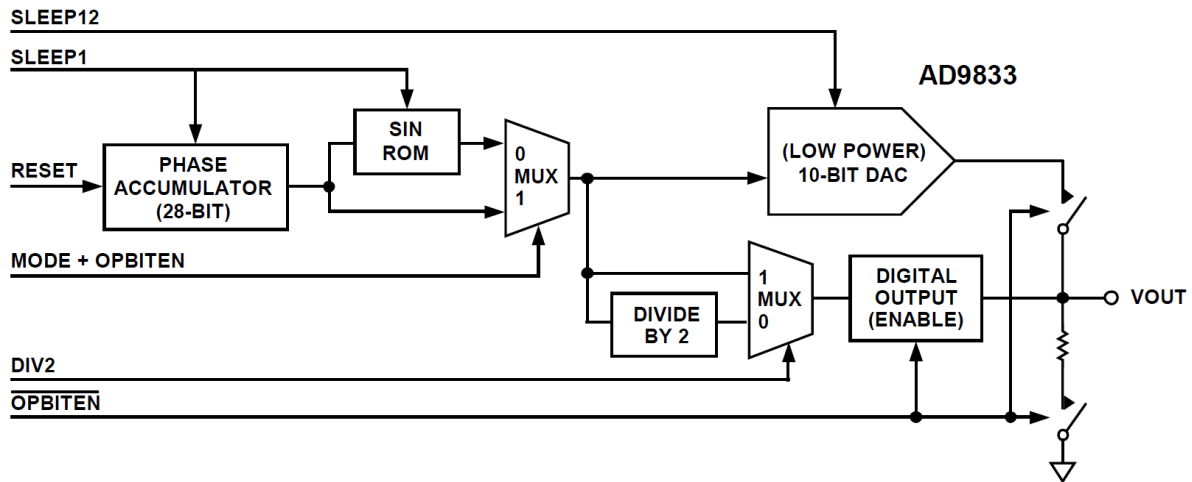 SLEEP12
SLEEP1
AD9833
SIN
ROM
RESET
PHASE
ACCUMULATOR
(28-BIT)
0
MUX
1
(LOW POWER)
10-BIT DAC
MODE + OPBITEN
1
MUX
0
DIVIDE
BY 2
DIGITAL
OUTPUT
(ENABLE)
VOUT
DIV2
OPBITEN